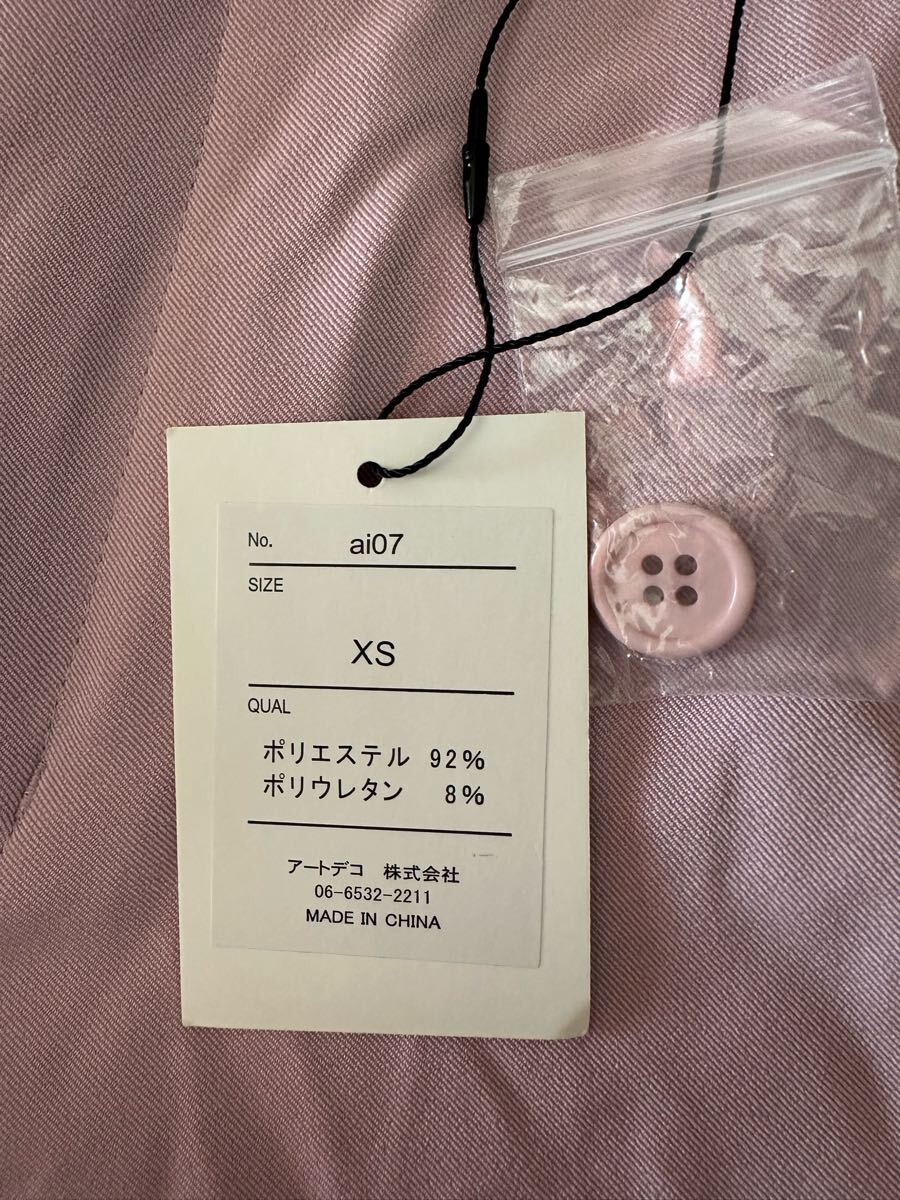 No. ai07
SIZE
XS
QUAL
ポリエステル 92%
ポリウレタン 8%
アートデコ 株式会社
06-6532-2211
MADE IN CHINA